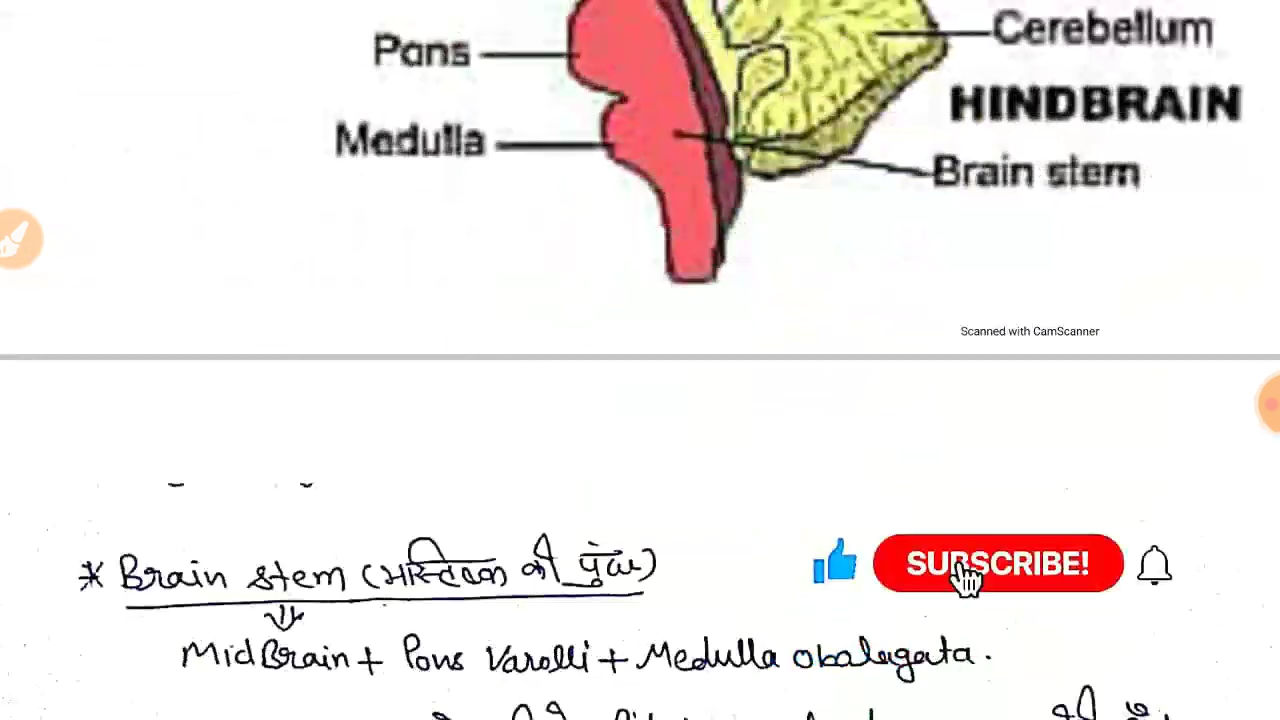 Pons
Cerebellum
HINDBRAIN
Medulla
Brain stem
Scanned with CamScanner
* Brain stem (मस्तिष्क की पूंछ)
SUBSCRIBE!
MidBrain + Pons Varolli + Medulla obalagata.